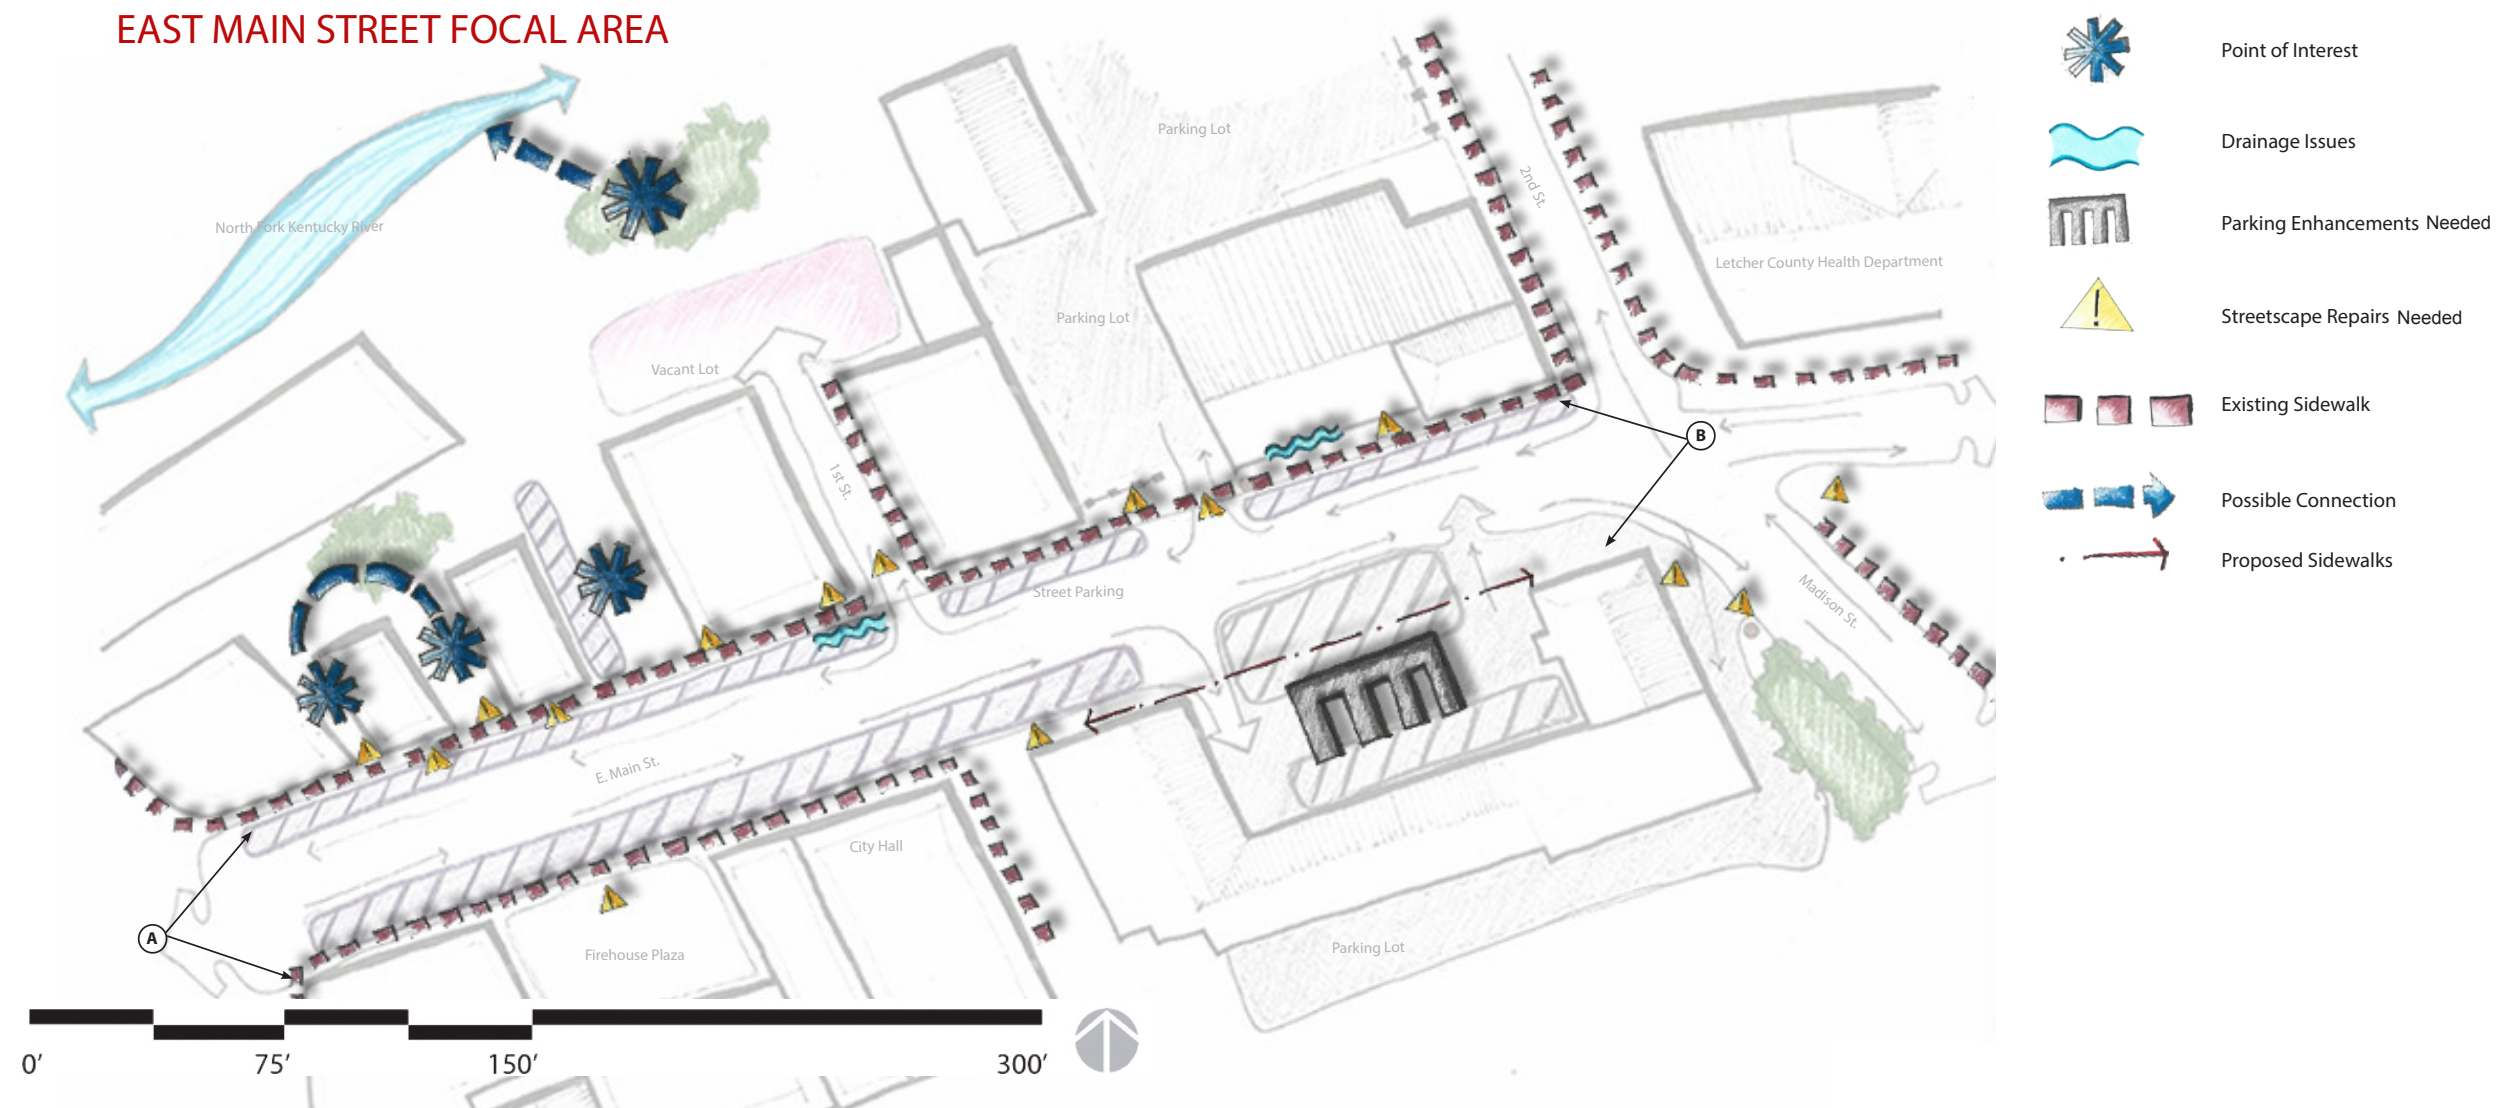 EAST MAIN STREET FOCAL AREA
Point of Interest
Drainage Issues
Parking Enhancements Needed
Streetscape Repairs Needed
Existing Sidewalk
Possible Connection
Proposed Sidewalks
Parking Lot
2nd St.
North Fork Kentucky River
Letcher County Health Department
Parking Lot
Vacant Lot
B
1st St.
Street Parking
Madison St.
E. Main St.
City Hall
A
Firehouse Plaza
Parking Lot
0' 75' 150' 300'